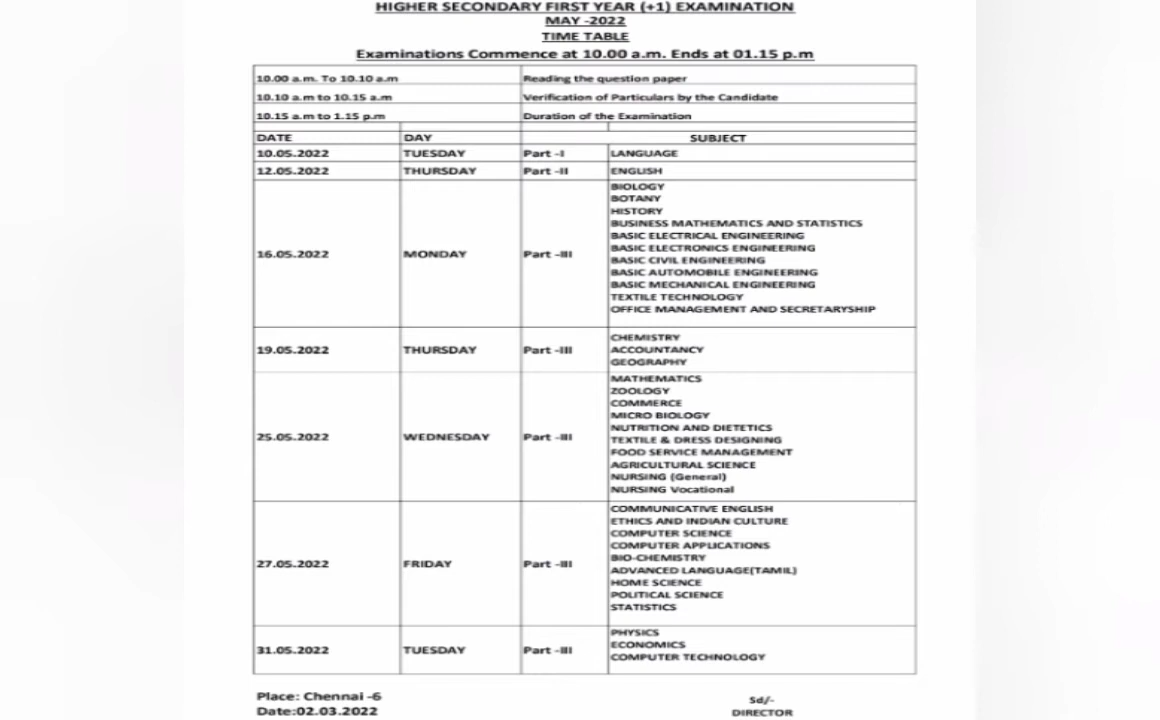 HIGHER SECONDARY FIRST YEAR (+1) EXAMINATION
MAY -2022
TIME TABLE
Examinations Commence at 10.00 a.m. Ends at 01.15 p.m
10.00 a.m. To 10.10 a.m Reading the question paper
10.10 a.m to 10.15 a.m Verification of Particulars by the Candidate
10.15 a.m to 1.15 p.m Duration of the Examination
DATE DAY SUBJECT
10.05.2022 TUESDAY Part -I LANGUAGE
12.05.2022 THURSDAY Part -II ENGLISH
16.05.2022 MONDAY Part -III
BIOLOGY
BOTANY
HISTORY
BUSINESS MATHEMATICS AND STATISTICS
BASIC ELECTRICAL ENGINEERING
BASIC ELECTRONICS ENGINEERING
BASIC CIVIL ENGINEERING
BASIC AUTOMOBILE ENGINEERING
BASIC MECHANICAL ENGINEERING
TEXTILE TECHNOLOGY
OFFICE MANAGEMENT AND SECRETARYSHIP
19.05.2022 THURSDAY Part -III
CHEMISTRY
ACCOUNTANCY
GEOGRAPHY
25.05.2022 WEDNESDAY Part -III
MATHEMATICS
ZOOLOGY
COMMERCE
MICRO BIOLOGY
NUTRITION AND DIETETICS
TEXTILE & DRESS DESIGNING
FOOD SERVICE MANAGEMENT
AGRICULTURAL SCIENCE
NURSING (General)
NURSING Vocational
27.05.2022 FRIDAY Part -III
COMMUNICATIVE ENGLISH
ETHICS AND INDIAN CULTURE
COMPUTER SCIENCE
COMPUTER APPLICATIONS
BIO-CHEMISTRY
ADVANCED LANGUAGE(TAMIL)
HOME SCIENCE
POLITICAL SCIENCE
STATISTICS
31.05.2022 TUESDAY Part -III
PHYSICS
ECONOMICS
COMPUTER TECHNOLOGY
Place: Chennai -6
Date:02.03.2022
Sd/-
DIRECTOR